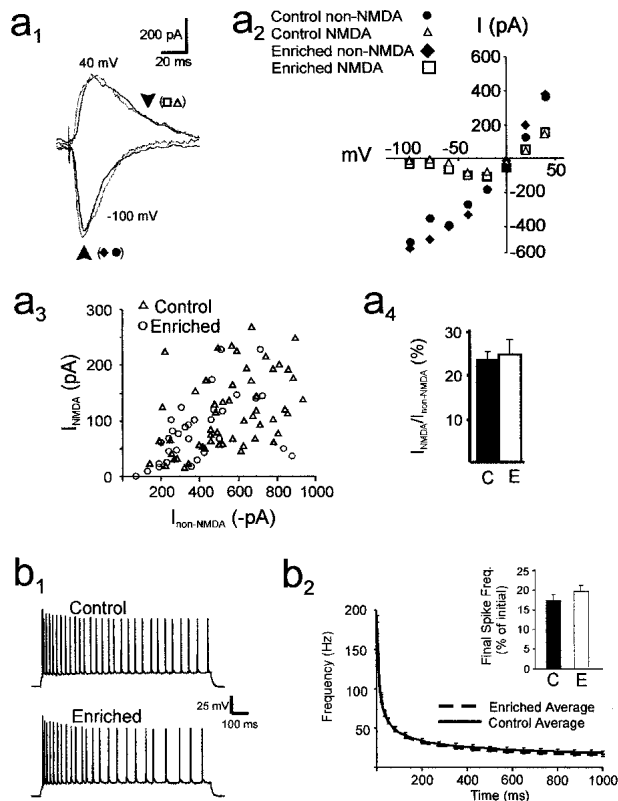 a1
200 pA
20 ms
40 mV
(□△)
-100 mV
(◆●)
a2
Control non-NMDA ●
Control NMDA △
Enriched non-NMDA ◆
Enriched NMDA □
I (pA)
600
400
200
mV
-100
-50
0
50
-200
-400
-600
a3
△ Control
○ Enriched
300
200
100
0
INMDA
(pA)
200 400 600 800 1000
Inon-NMDA (-pA)
a4
30
20
10
INMDA/Inon-NMDA (%)
C E
b1
Control
25 mV
100 ms
Enriched
b2
Frequency (Hz)
200
150
100
50
0 200 400 600 800 1000
Time (ms)
Enriched Average
Control Average
Final Spike Freq.
(% of initial)
25
20
15
10
5
0
C E